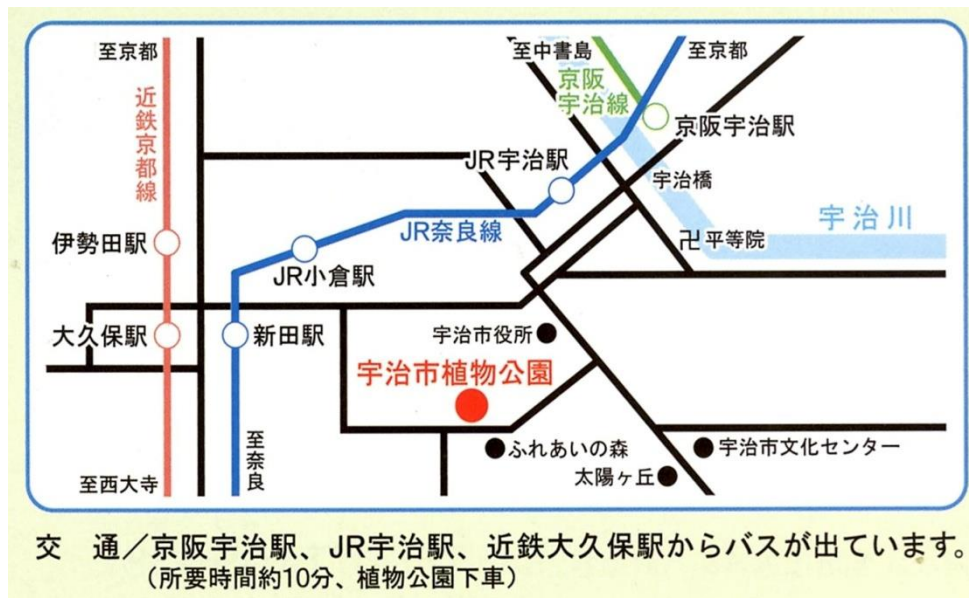 至京都
至中書島
至京都
近鉄京都線
京阪
宇治線
京阪宇治駅
JR宇治駅
宇治橋
宇治川
伊勢田駅
JR奈良線
卍平等院
JR小倉駅
大久保駅
新田駅
宇治市役所
宇治市植物公園
至奈良
ふれあいの森
宇治市文化センター
太陽ヶ丘
至西大寺
交 通/京阪宇治駅、JR宇治駅、近鉄大久保駅からバスが出ています。
(所要時間約10分、植物公園下車)